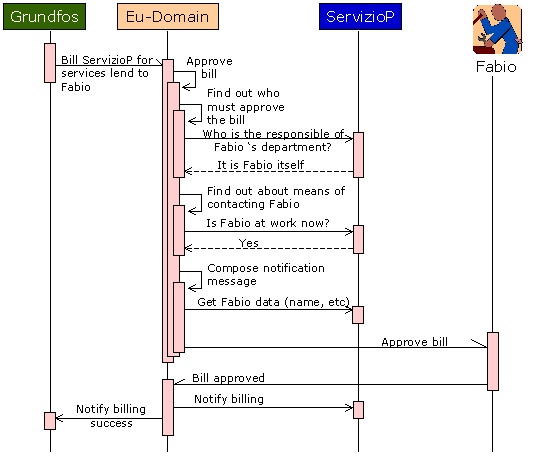 Grundfos
Eu-Domain
ServizioP
Fabio
Bill ServizioP for
services lend to
Fabio
Approve
bill
Find out who
must approve
the bill
Who is the responsible of
Fabio `s department?
It is Fabio itself
Find out about means of
contacting Fabio
Is Fabio at work now?
Yes
Compose notification
message
Get Fabio data (name, etc)
Approve bill
Bill approved
Notify billing
Notify billing
success